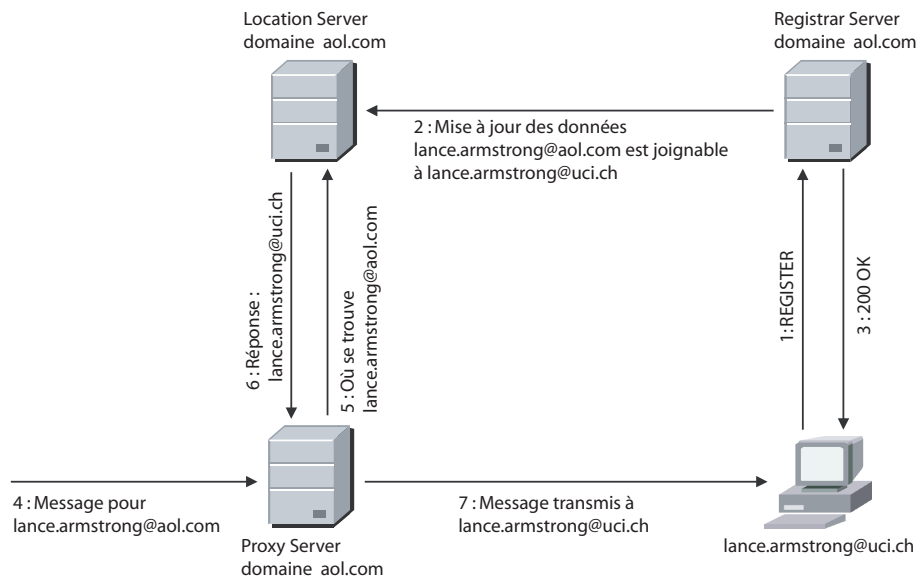 Location Server
domaine aol.com
Registrar Server
domaine aol.com
2 : Mise à jour des données
lance.armstrong@aol.com est joignable
à lance.armstrong@uci.ch
6 : Réponse :
lance.armstrong@uci.ch
5 : Où se trouve
lance.armstrong@aol.com
1:REGISTER
3 : 200 OK
4 : Message pour
lance.armstrong@aol.com
7 : Message transmis à
lance.armstrong@uci.ch
Proxy Server
domaine aol.com
lance.armstrong@uci.ch